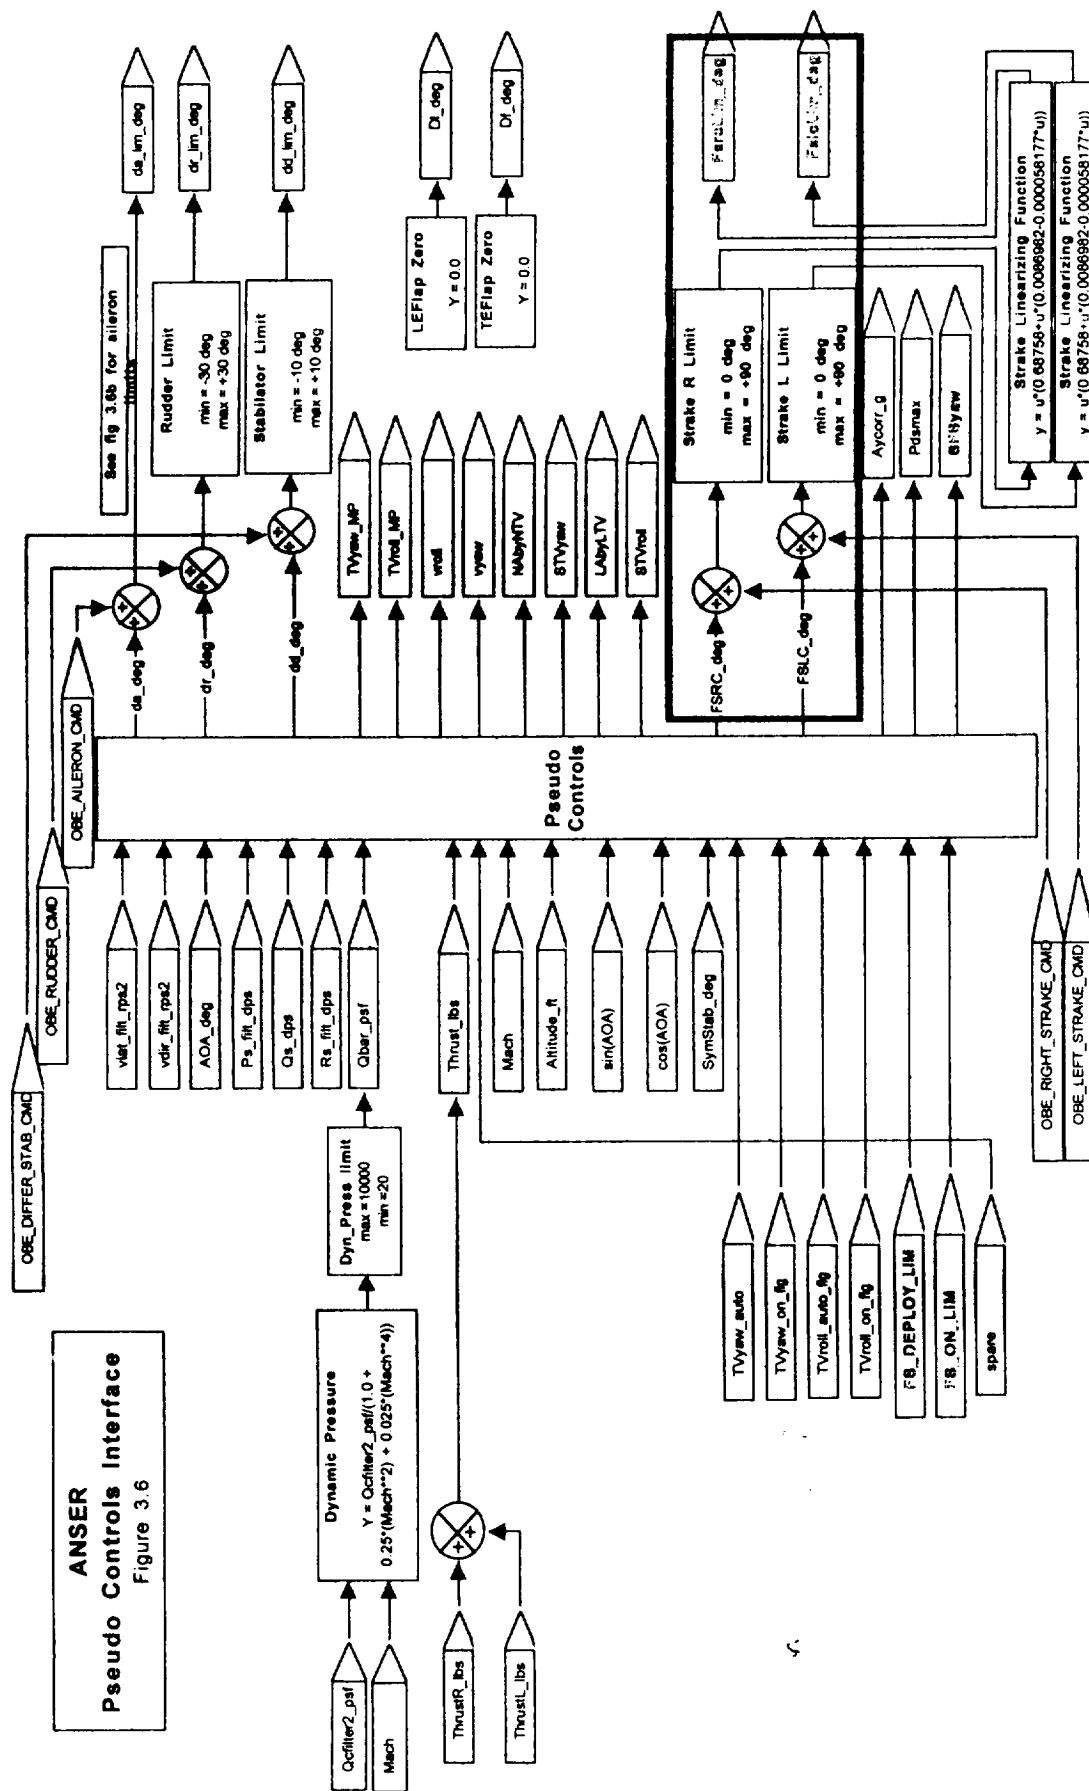 ANSER
Pseudo Controls Interface
Figure 3.6
Qcfilter2_psf
Mach
ThrustR_lbs
ThrustL_lbs
Dynamic Pressure
Y = Qcfilter2_psf/(1.0 +
0.25*(Mach**2) + 0.025*(Mach**4))
Dyn_Press limit
max =10000
min =20
OBE_DIFFER_STAB_CMD
OBE_RUDDER_CMD
OBE_AILERON_CMD
vlat_filt_rps2
vdir_filt_rps2
AOA_deg
Ps_filt_dps
Qs_dps
Rs_filt_dps
Qbar_psf
Thrust_lbs
Mach
Altitude_ft
sin(AOA)
cos(AOA)
SymStab_deg
TVyaw_auto
TVyaw_on_flg
TVroll_auto_flg
TVroll_on_flg
FS_DEPLOY_LIM
FS_ON_LIM
spare
OBE_RIGHT_STRAKE_CMD
OBE_LEFT_STRAKE_CMD
Pseudo
Controls
da_deg
dr_deg
dd_deg
See fig 3.6b for aileron
limits
Rudder Limit
min = -30 deg
max = +30 deg
Stabilator Limit
min = -10 deg
max = +10 deg
da_lim_deg
dr_lim_deg
dd_lim_deg
TVyaw_MP
TVroll_MP
vroll
vyaw
NAbyNTV
STVyaw
LAbyLTV
STVrol
LEFlap Zero
Y = 0.0
TEFlap Zero
Y = 0.0
Dl_deg
Df_deg
FSRC_deg
FSLC_deg
Strake R Limit
min = 0 deg
max = +90 deg
Strake L Limit
min = 0 deg
max = +90 deg
Aycorr_g
Pdsmax
Strake Linearizing Function
y = u*(0.68758+u*(0.0086982-0.000058177*u))
Strake Linearizing Function
y = u*(0.68758+u*(0.0086982-0.000058177*u))